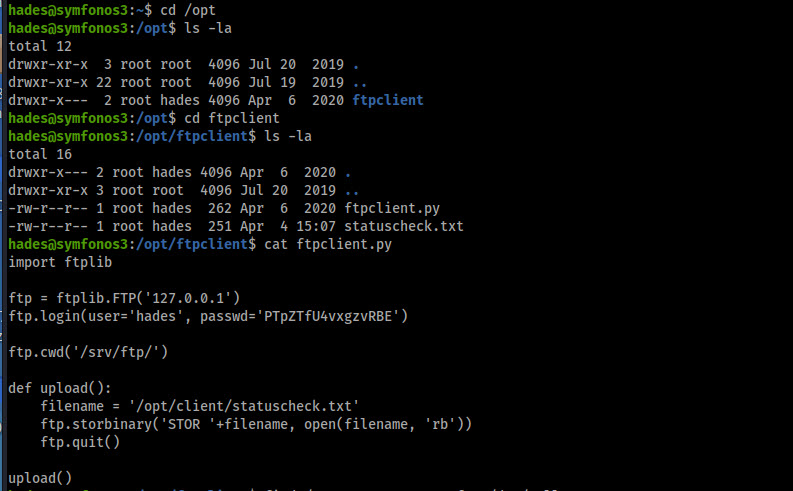 hades@symfonos3:~$ cd /opt
hades@symfonos3:/opt$ ls -la
total 12
drwxr-xr-x  3 root root  4096 Jul 20  2019 .
drwxr-xr-x 22 root root  4096 Jul 19  2019 ..
drwxr-x---  2 root hades 4096 Apr  6  2020 ftpclient
hades@symfonos3:/opt$ cd ftpclient
hades@symfonos3:/opt/ftpclient$ ls -la
total 16
drwxr-x--- 2 root hades 4096 Apr  6  2020 .
drwxr-xr-x 3 root root  4096 Jul 20  2019 ..
-rw-r--r-- 1 root hades  262 Apr  6  2020 ftpclient.py
-rw-r--r-- 1 root hades  251 Apr  4 15:07 statuscheck.txt
hades@symfonos3:/opt/ftpclient$ cat ftpclient.py
import ftplib

ftp = ftplib.FTP('127.0.0.1')
ftp.login(user='hades', passwd='PTpZTfU4vxgzvRBE')

ftp.cwd('/srv/ftp/')

def upload():
    filename = '/opt/client/statuscheck.txt'
    ftp.storbinary('STOR '+filename, open(filename, 'rb'))
    ftp.quit()

upload()